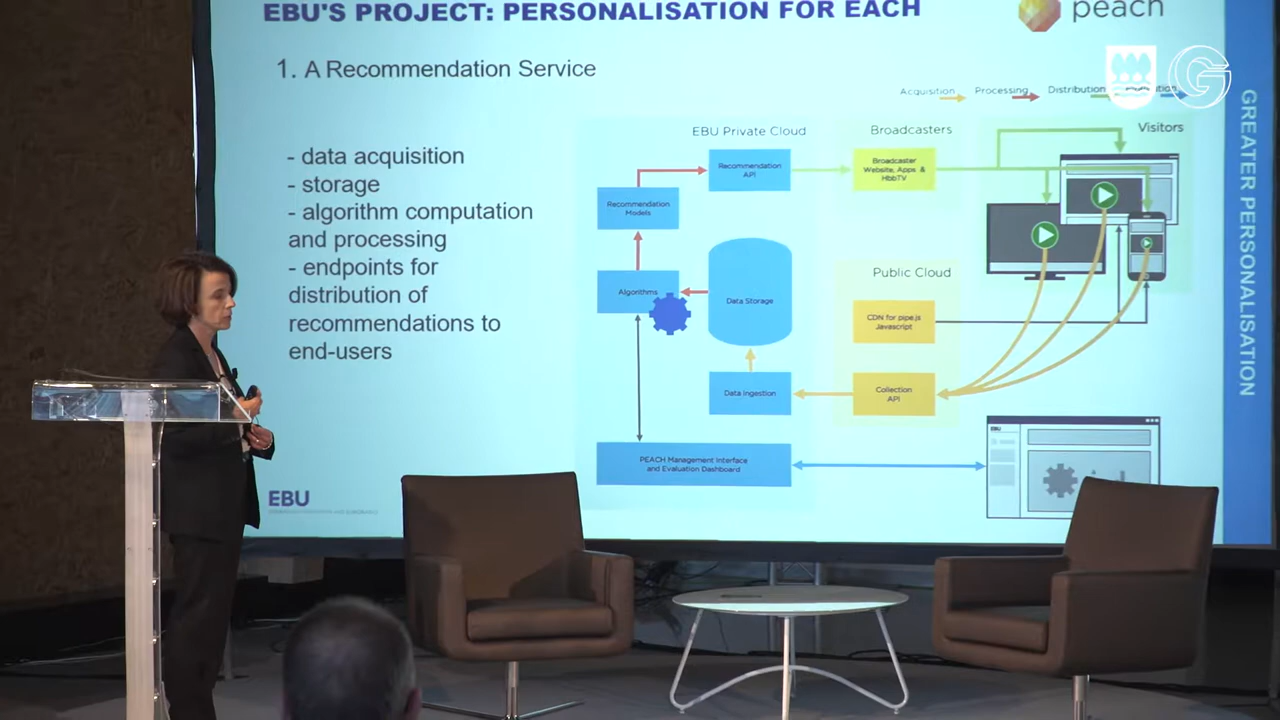 EBU'S PROJECT: PERSONALISATION FOR EACH
peach
1. A Recommendation Service
- data acquisition
- storage
- algorithm computation
and processing
- endpoints for
distribution of
recommendations to
end-users
Acquisition
Processing
Distribution
EBU Private Cloud
Broadcasters
Visitors
Recommendation
API
Broadcaster
Website, Apps, &
HbbTV
Recommendation
Models
Algorithms
Data Storage
Public Cloud
CDN for pipe.js
Javascript
Data Ingestion
Collection
API
PEACH Management Interface
and Evaluation Dashboard
EBU
EBU
GREATER PERSONALISATION
G